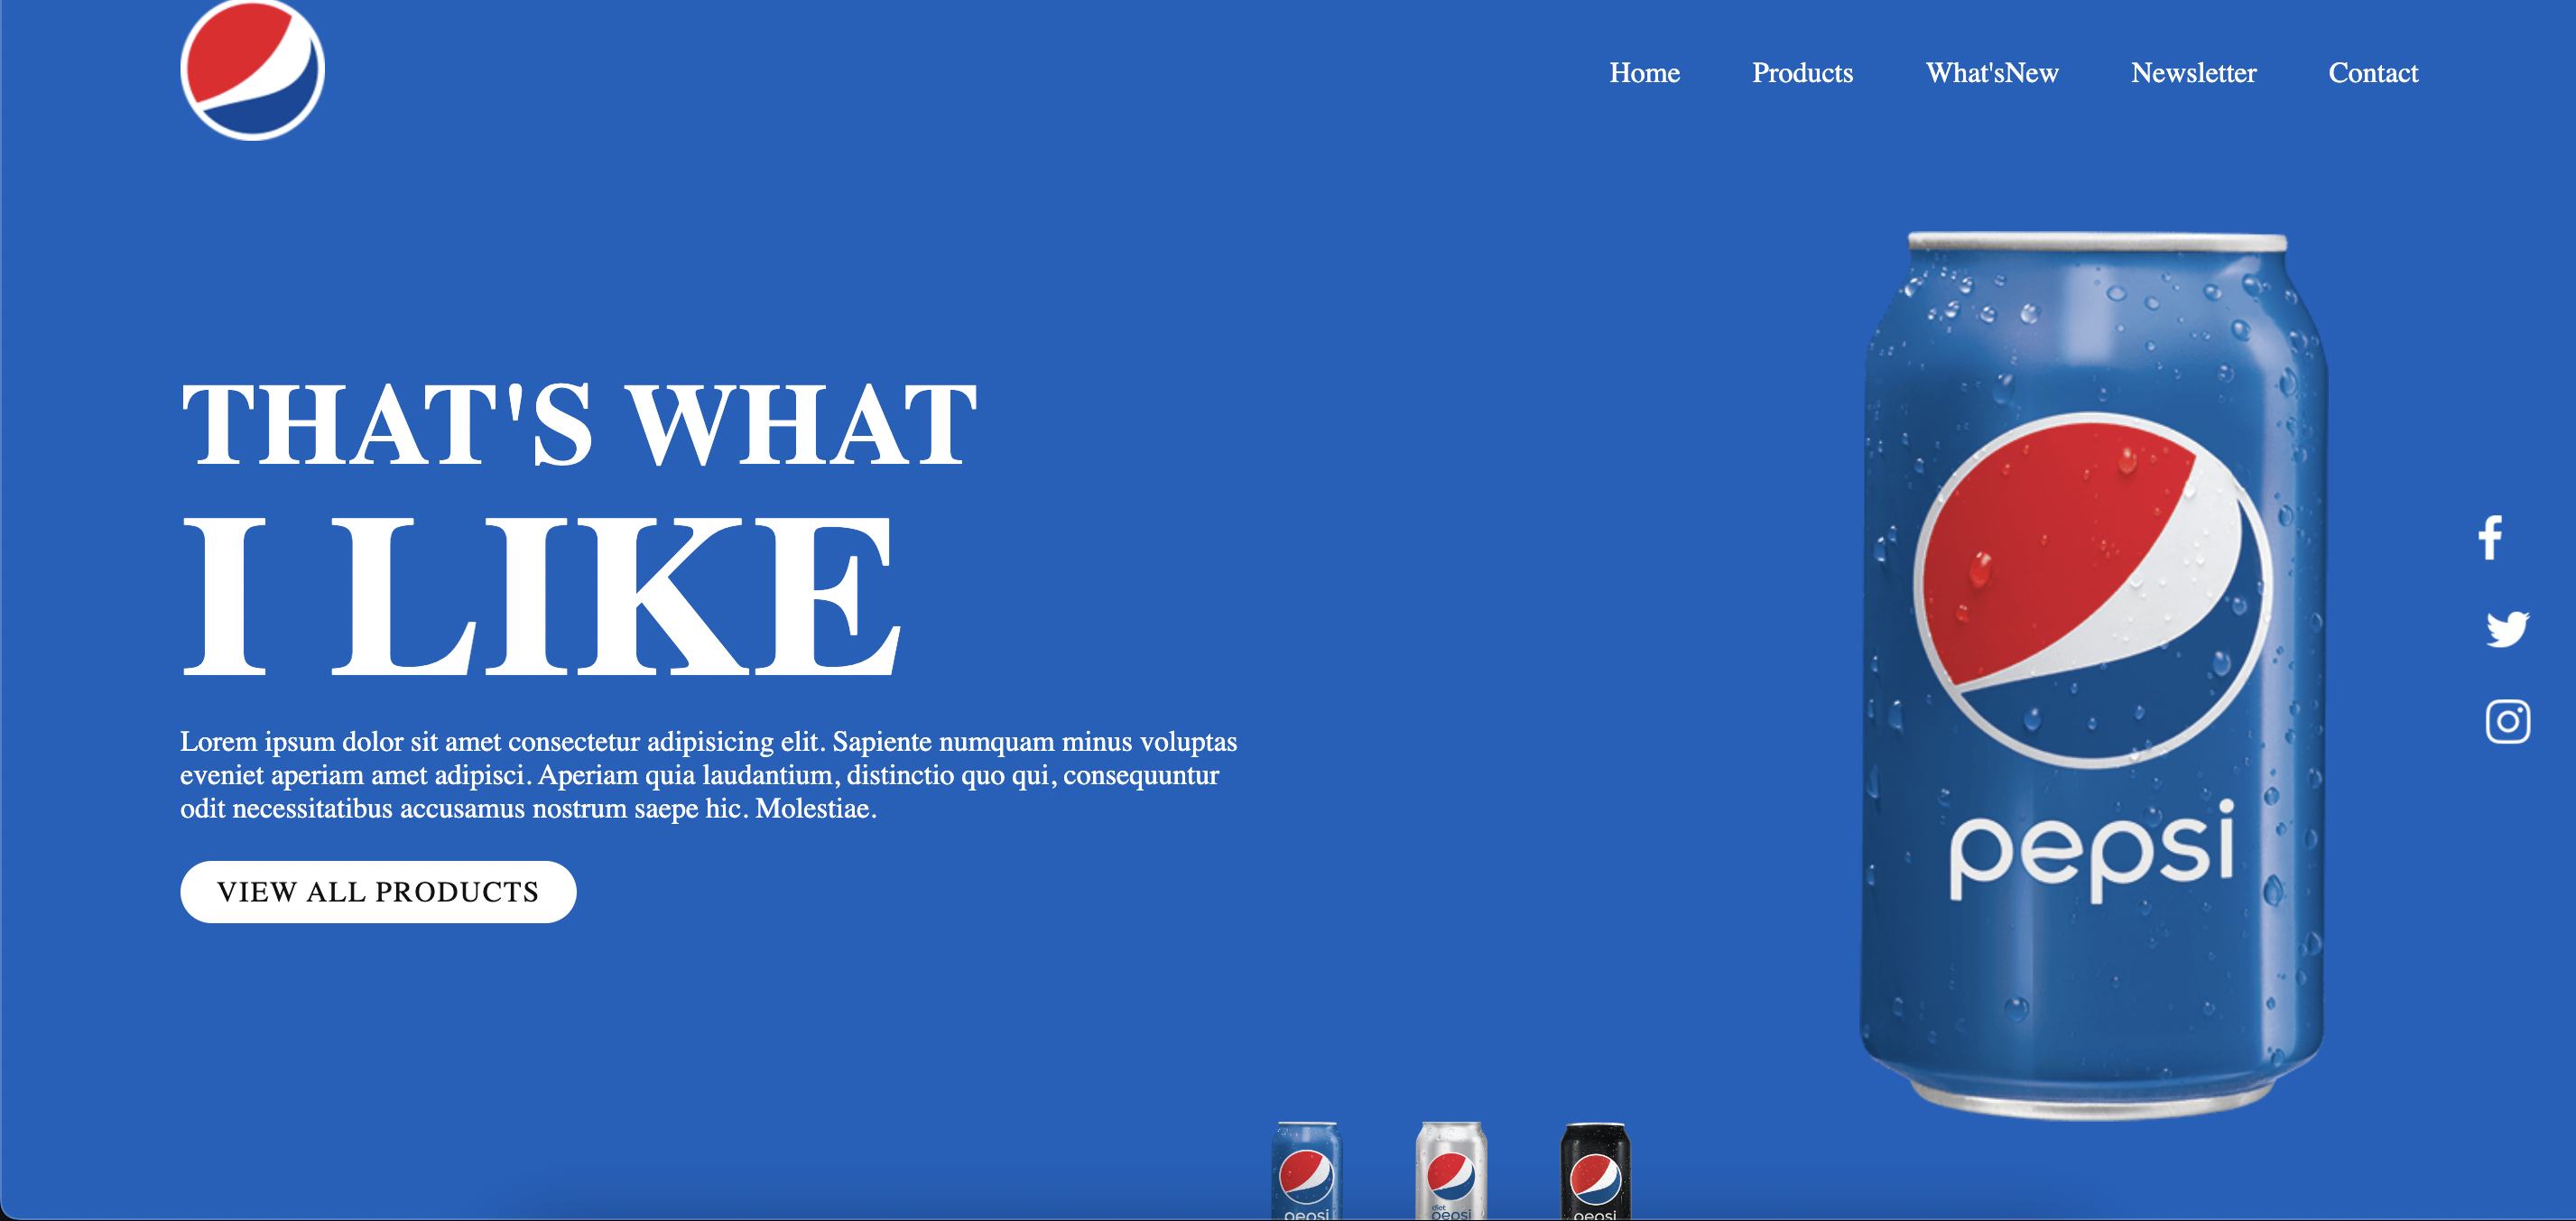 Home Products What'sNew Newsletter Contact
THAT'S WHAT
I LIKE
Lorem ipsum dolor sit amet consectetur adipisicing elit. Sapiente numquam minus voluptas
eveniet aperiam amet adipisci. Aperiam quia laudantium, distinctio quo qui, consequuntur
odit necessitatibus accusamus nostrum saepe hic. Molestiae.
VIEW ALL PRODUCTS
pepsi
pepsi
diet
pepsi
pepsi